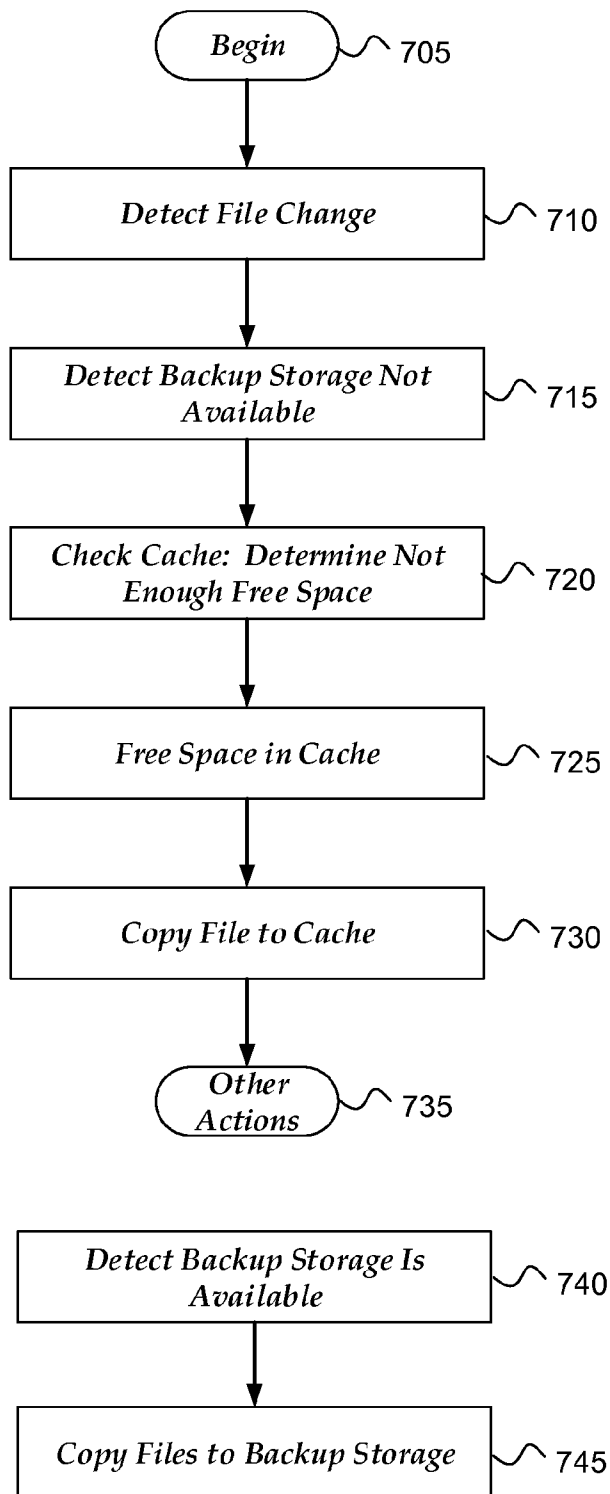 Begin
705
Detect File Change
710
Detect Backup Storage Not
Available
715
Check Cache: Determine Not
Enough Free Space
720
Free Space in Cache
725
Copy File to Cache
730
Other
Actions
735
Detect Backup Storage Is
Available
740
Copy Files to Backup Storage
745